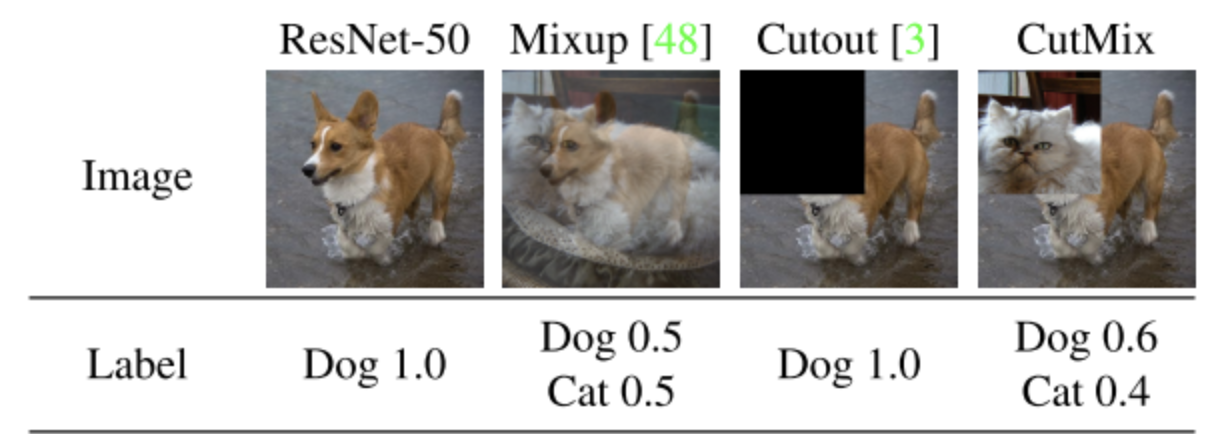 ResNet-50 Mixup [48] Cutout [3] CutMix
Image
Label Dog 1.0 Dog 0.5 Cat 0.5 Dog 1.0 Dog 0.6 Cat 0.4